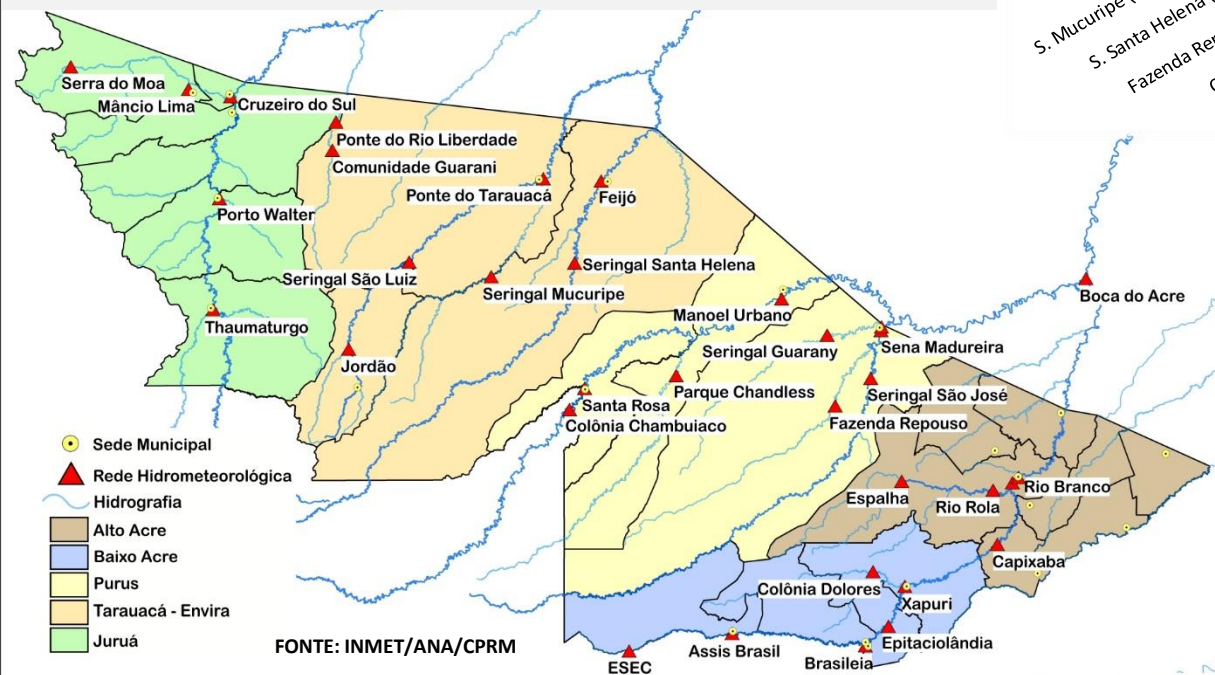 S. Mucuripe
S. Santa Helena
Fazenda
Serra do Moa
Mâncio Lima
Cruzeiro do Sul
Ponte do Rio Liberdade
Comunidade Guarani
Ponte do Tarauacá
Feijó
Porto Walter
Seringal São Luiz
Seringal Santa Helena
Seringal Mucuripe
Boca do Acre
Manoel Urbano
Thaumaturgo
Seringal Guarany
Sena Madureira
Jordão
Parque Chandless
Seringal São José
Santa Rosa
Colônia Chambuiaco
Fazenda Repouso
Sede Municipal
Rede Hidrometeorológica
Hidrografia
Alto Acre
Baixo Acre
Purus
Tarauacá - Envira
Juruá
Espalha
Rio Rola
Rio Branco
Capixaba
Colônia Dolores
Xapuri
FONTE: INMET/ANA/CPRM
Assis Brasil
Epitaciolândia
Brasileia
ESEC